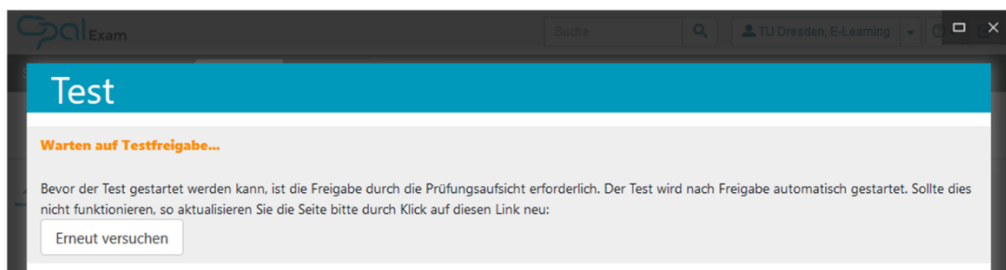 Opal Exam
Suche
TU Dresden, E-Learning
Test
Warten auf Testfreigabe...
Bevor der Test gestartet werden kann, ist die Freigabe durch die Prüfungsaufsicht erforderlich. Der Test wird nach Freigabe automatisch gestartet. Sollte dies
nicht funktionieren, so aktualisieren Sie die Seite bitte durch Klick auf diesen Link neu:
Erneut versuchen